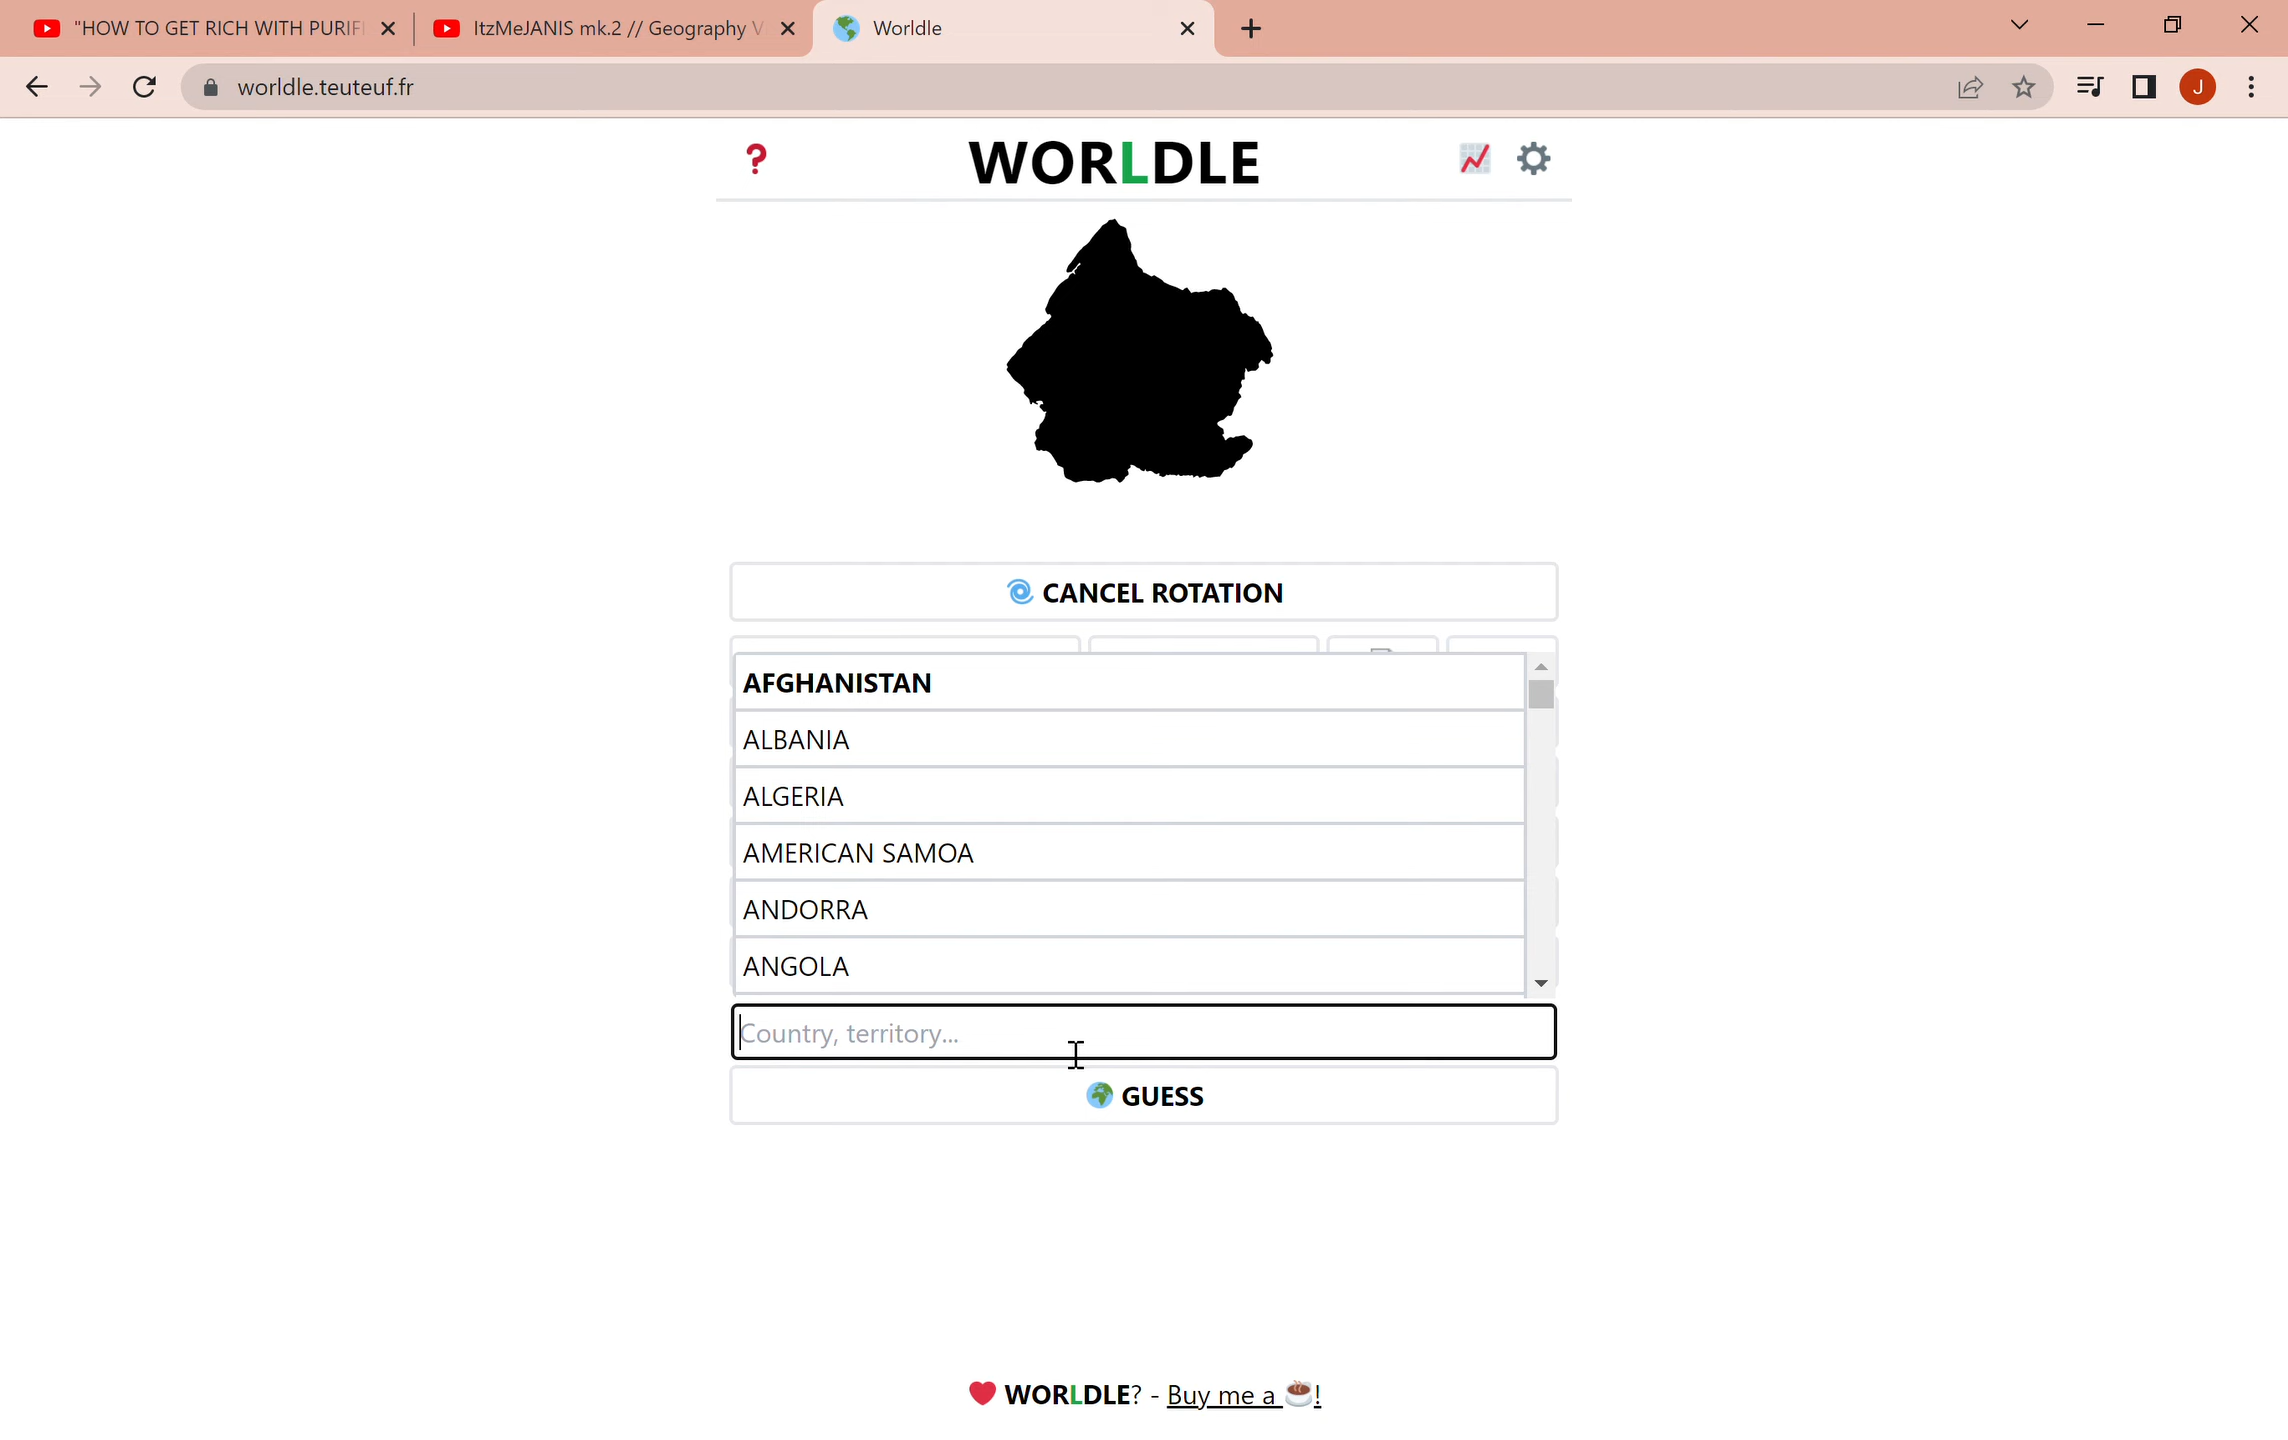 "HOW TO GET RICH WITH PURIF
ItzMeJANIS mk.2 // Geography V
Worldle
worldle.teuteuf.fr
J
?
WORLDLE
CANCEL ROTATION
AFGHANISTAN
ALBANIA
ALGERIA
AMERICAN SAMOA
ANDORRA
ANGOLA
Country, territory...
GUESS
WORLDLE? - Buy me a ☕!